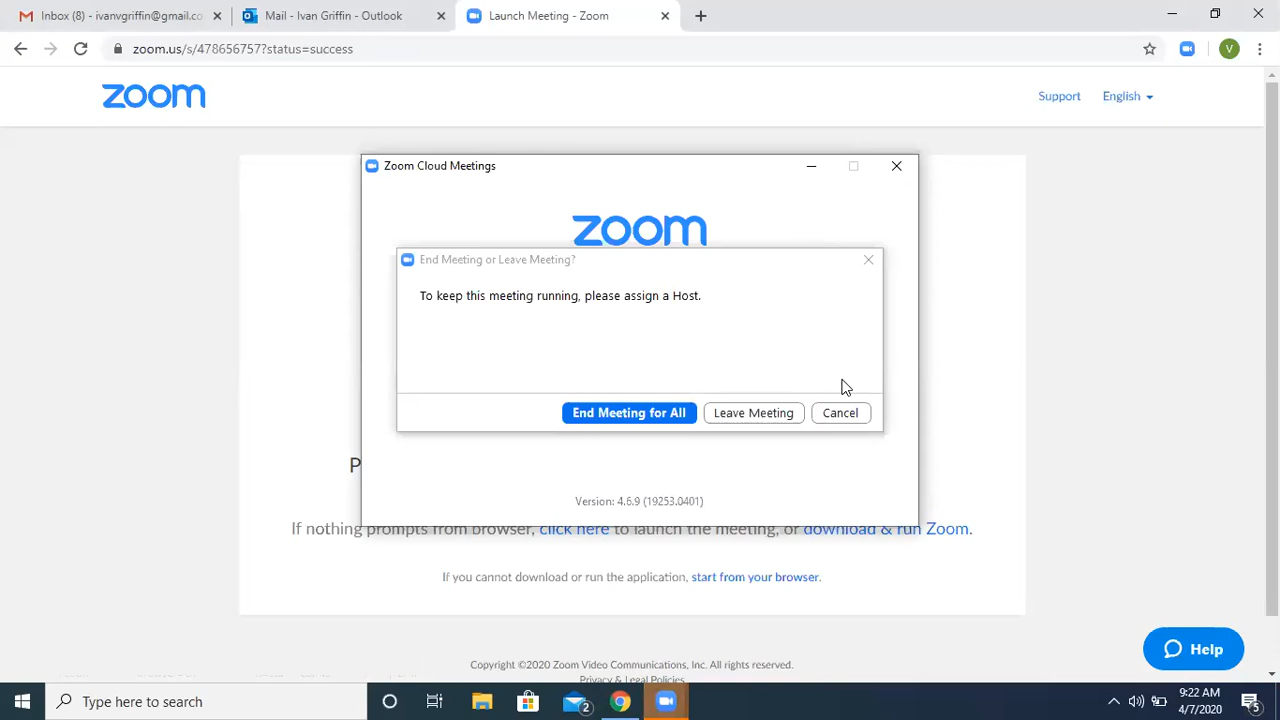 Inbox (8) - ivanvgriffin@gmail.co
Mail - Ivan Griffin - Outlook
Launch Meeting - Zoom
zoom.us/s/478656757?status=success
V
zoom
Support
English
Zoom Cloud Meetings
zoom
End Meeting or Leave Meeting?
To keep this meeting running, please assign a Host.
End Meeting for All
Leave Meeting
Cancel
P
Version: 4.6.9 (19253.0401)
If nothing prompts from browser, click here to launch the meeting, or download & run Zoom.
If you cannot download or run the application, start from your browser.
Help
Copyright ©2020 Zoom Video Communications, Inc. All rights reserved.
Privacy & Legal Policies
Type here to search
2
9:22 AM
4/7/2020
5